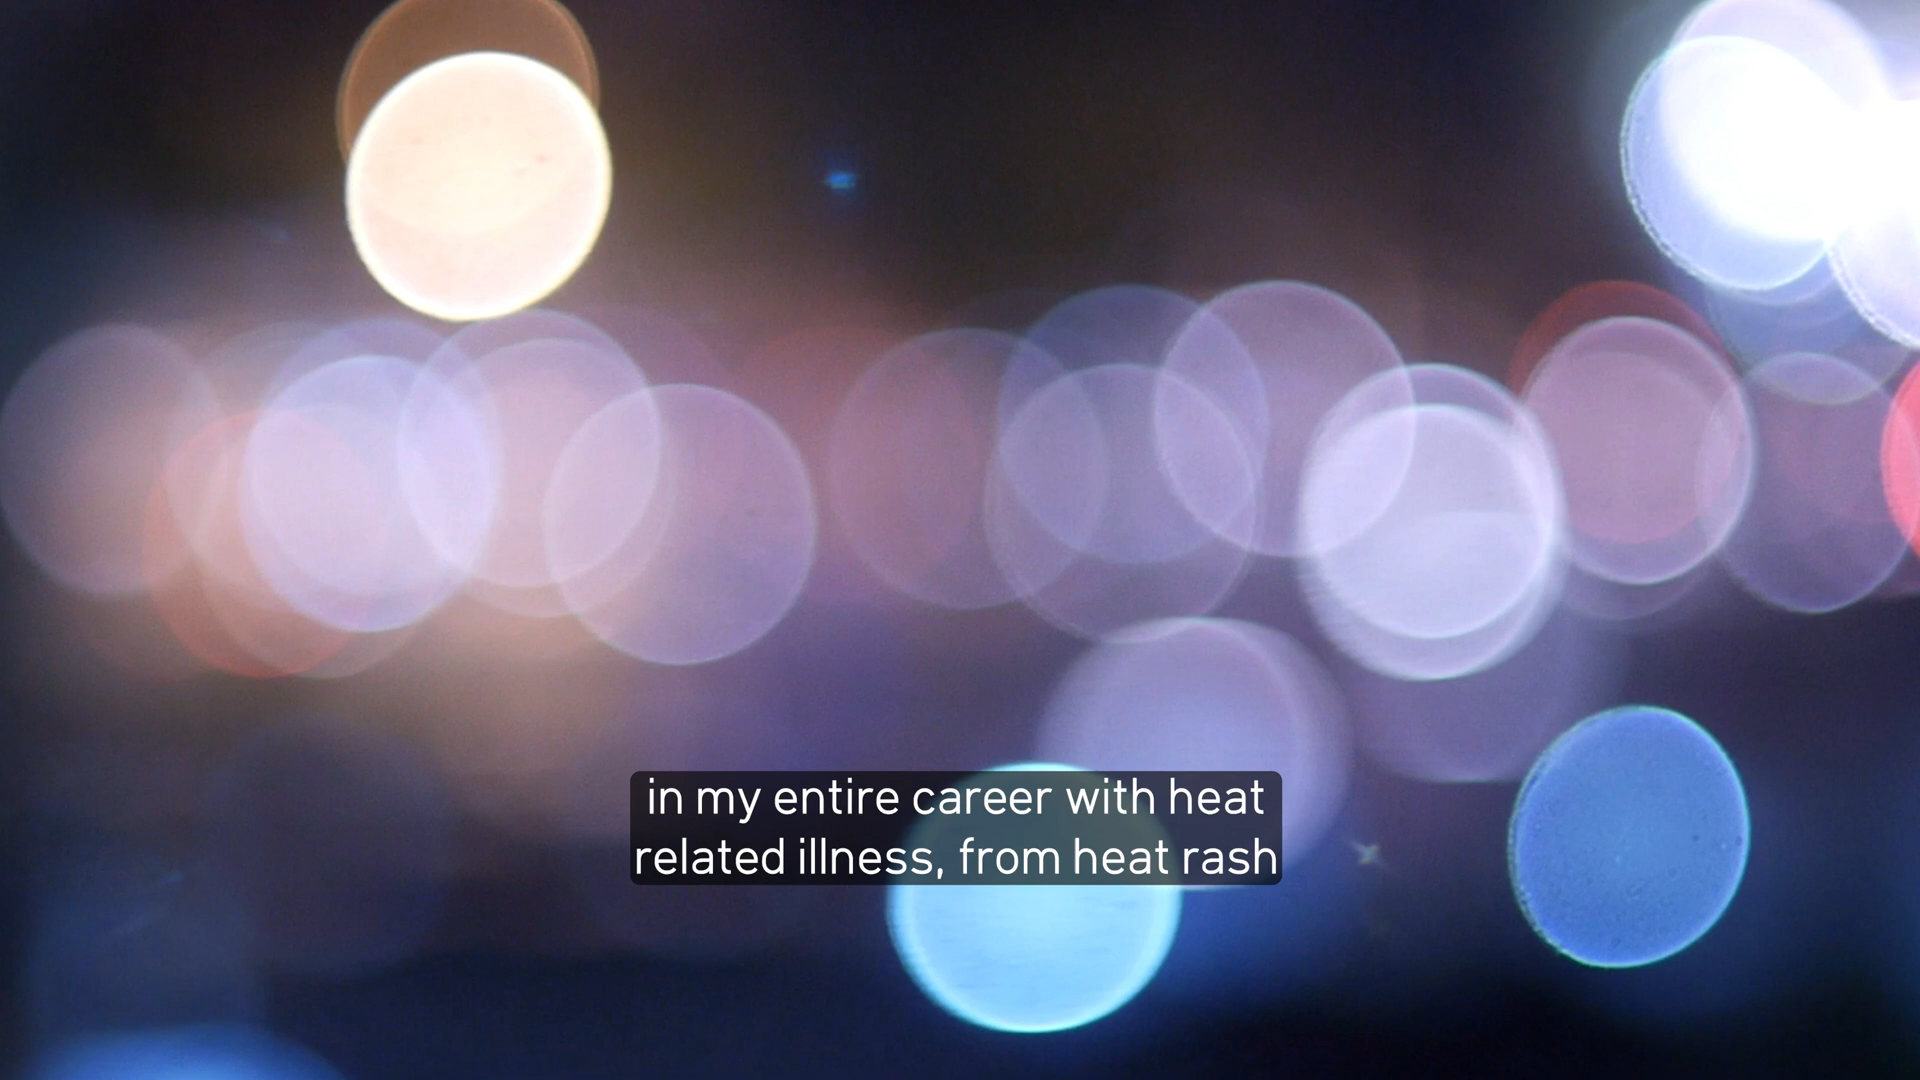 in my entire career with heat
related illness, from heat rash